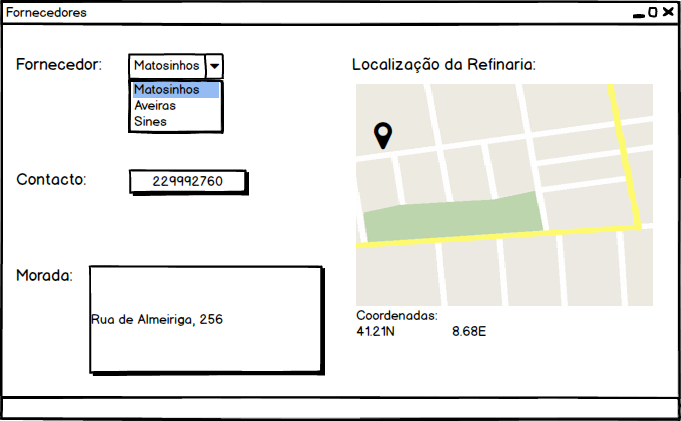 Fornecedores
Fornecedor:
Matosinhos
Matosinhos
Aveiras
Sines
Contacto:
229992760
Morada:
Rua de Almeiriga, 256
Localização da Refinaria:
Coordenadas:
41.21N 8.68E